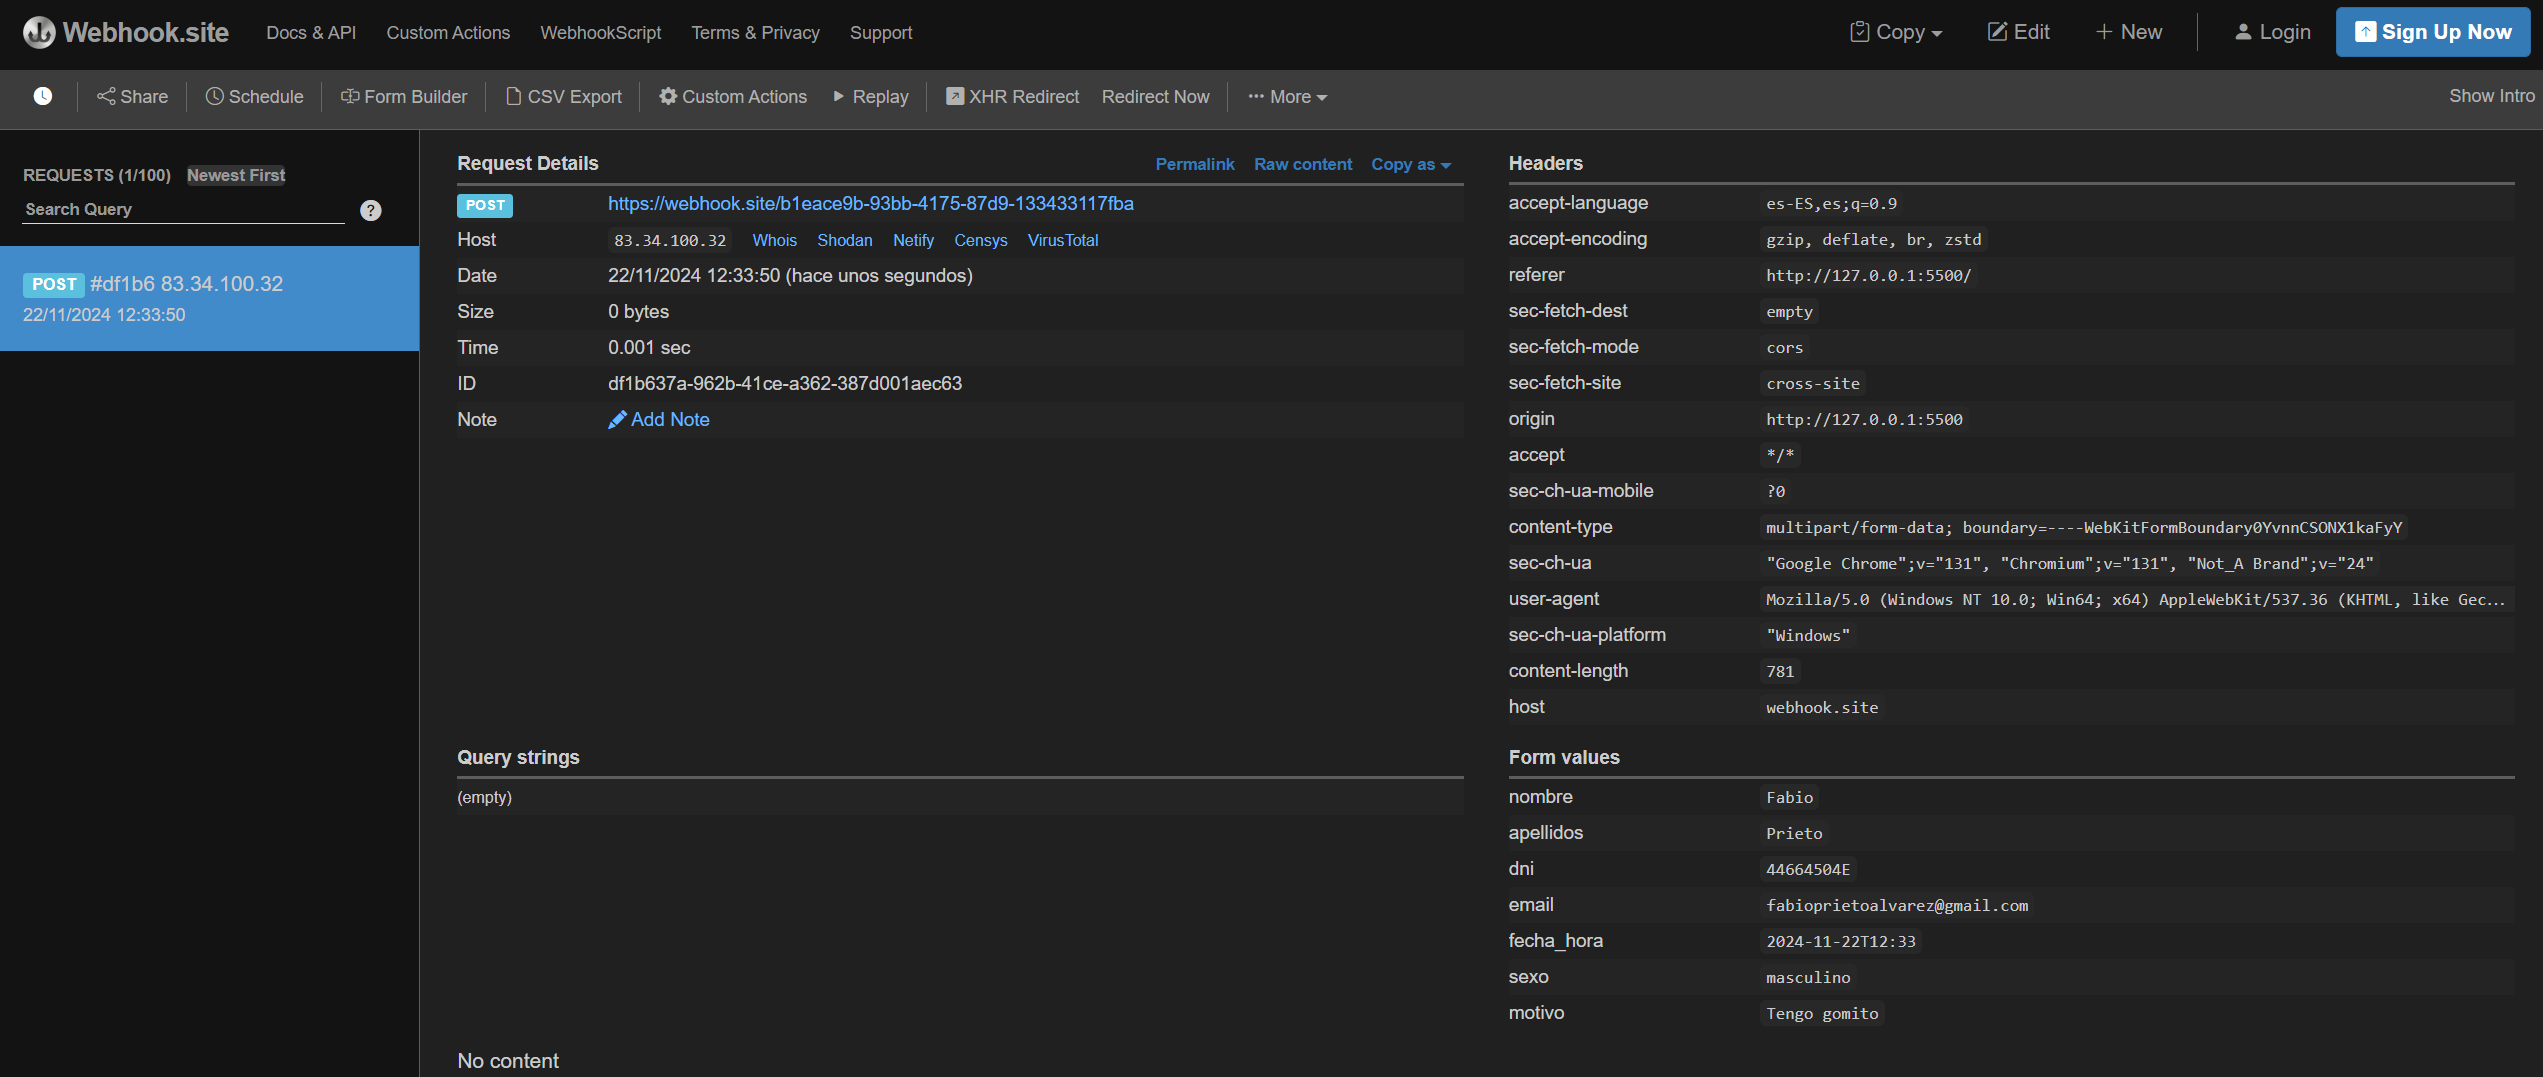 Webhook.site Docs & API Custom Actions WebhookScript Terms & Privacy Support Copy Edit + New Login Sign Up Now
Share Schedule Form Builder CSV Export Custom Actions Replay XHR Redirect Redirect Now ... More Show Intro
REQUESTS (1/100) Newest First
Search Query ?
POST #df1b6 83.34.100.32
22/11/2024 12:33:50
Request Details Permalink Raw content Copy as
POST https://webhook.site/b1eace9b-93bb-4175-87d9-133433117fba
Host 83.34.100.32 Whois Shodan Netify Censys VirusTotal
Date 22/11/2024 12:33:50 (hace unos segundos)
Size 0 bytes
Time 0.001 sec
ID df1b637a-962b-41ce-a362-387d001aec63
Note Add Note
Headers
accept-language es-ES,es;q=0.9
accept-encoding gzip, deflate, br, zstd
referer http://127.0.0.1:5500/
sec-fetch-dest empty
sec-fetch-mode cors
sec-fetch-site cross-site
origin http://127.0.0.1:5500
accept */*
sec-ch-ua-mobile ?0
content-type multipart/form-data; boundary=----WebKitFormBoundary0YvnnCSONX1kaFyY
sec-ch-ua "Google Chrome";v="131", "Chromium";v="131", "Not_A Brand";v="24"
user-agent Mozilla/5.0 (Windows NT 10.0; Win64; x64) AppleWebKit/537.36 (KHTML, like Gec...
sec-ch-ua-platform "Windows"
content-length 781
host webhook.site
Query strings
(empty)
Form values
nombre Fabio
apellidos Prieto
dni 44664504E
email fabioprietoalvarez@gmail.com
fecha_hora 2024-11-22T12:33
sexo masculino
motivo Tengo gomito
No content